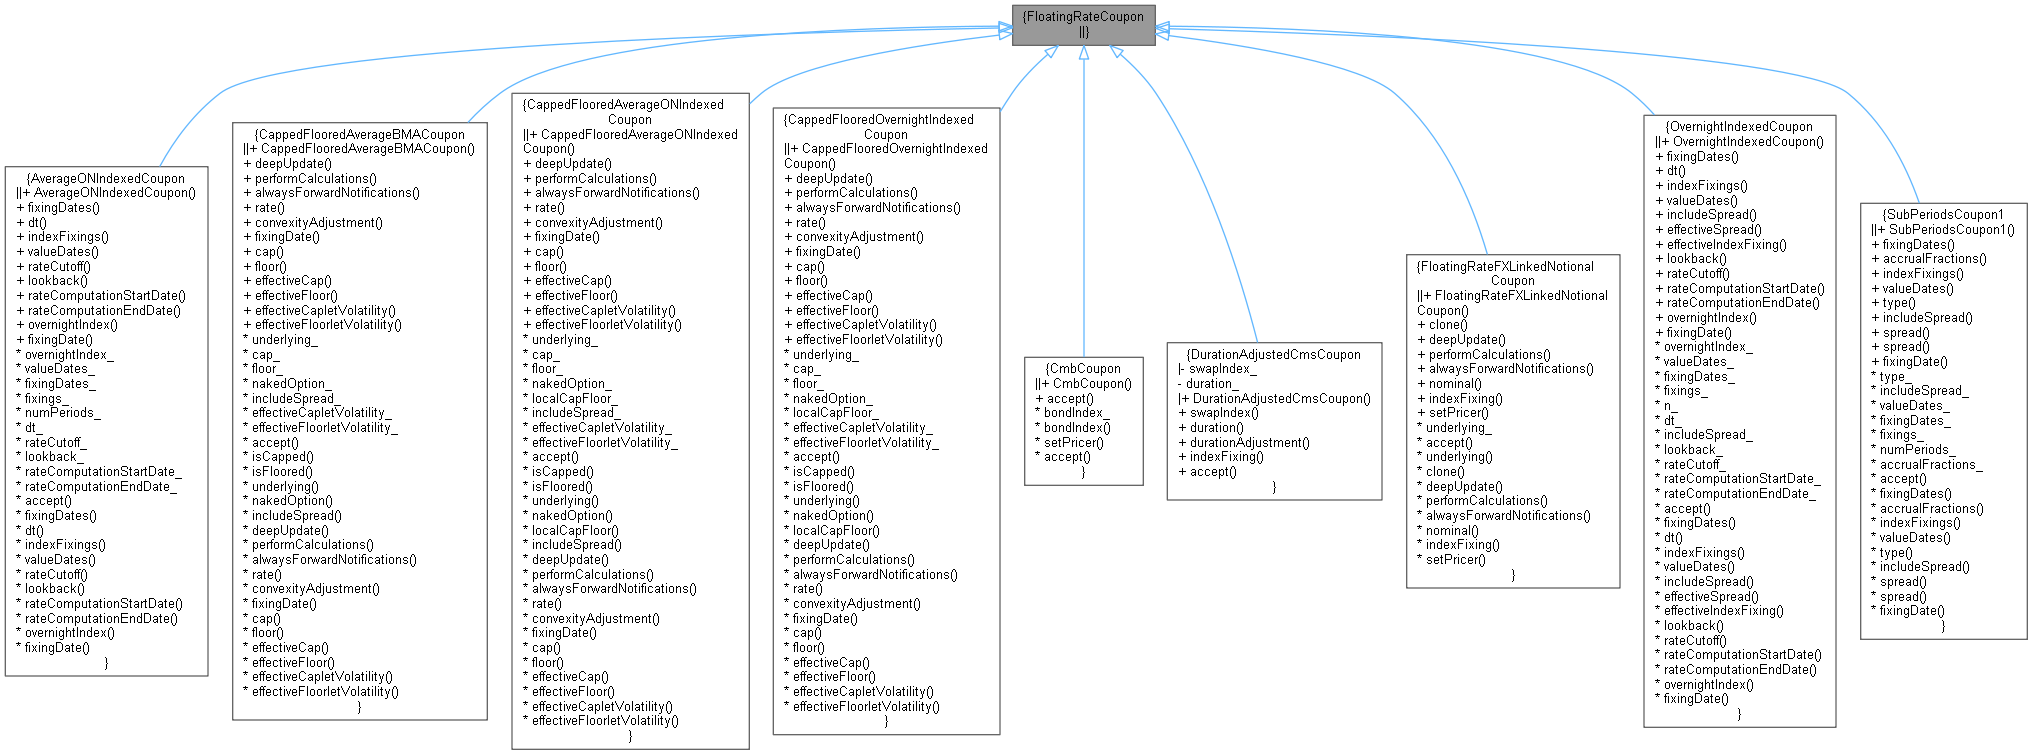 {FloatingRateCoupon
||}
{AverageONIndexedCoupon
||+ AverageONIndexedCoupon()
+ fixingDates()
+ dt()
+ indexFixings()
+ valueDates()
+ rateCutoff()
+ lookback()
+ rateComputationStartDate()
+ rateComputationEndDate()
+ overnightIndex()
+ fixingDate()
* overnightIndex_
* valueDates_
* fixingDates_
* fixings_
* numPeriods_
* dt_
* rateCutoff_
* lookback_
* rateComputationStartDate_
* rateComputationEndDate_
* accept()
* fixingDates()
* dt()
* indexFixings()
* valueDates()
* rateCutoff()
* lookback()
* rateComputationStartDate()
* rateComputationEndDate()
* overnightIndex()
* fixingDate()
}
{CappedFlooredAverageBMACoupon
||+ CappedFlooredAverageBMACoupon()
+ deepUpdate()
+ performCalculations()
+ alwaysForwardNotifications()
+ rate()
+ convexityAdjustment()
+ fixingDate()
+ cap()
+ floor()
+ effectiveCap()
+ effectiveFloor()
+ effectiveCapletVolatility()
+ effectiveFloorletVolatility()
* underlying_
* cap_
* floor_
* nakedOption_
* includeSpread_
* effectiveCapletVolatility_
* effectiveFloorletVolatility_
* accept()
* isCapped()
* isFloored()
* underlying()
* nakedOption()
* includeSpread()
* deepUpdate()
* performCalculations()
* alwaysForwardNotifications()
* rate()
* convexityAdjustment()
* fixingDate()
* cap()
* floor()
* effectiveCap()
* effectiveFloor()
* effectiveCapletVolatility()
* effectiveFloorletVolatility()
}
{CappedFlooredAverageONIndexed
Coupon
||+ CappedFlooredAverageONIndexed
Coupon()
+ deepUpdate()
+ performCalculations()
+ alwaysForwardNotifications()
+ rate()
+ convexityAdjustment()
+ fixingDate()
+ cap()
+ floor()
+ effectiveCap()
+ effectiveFloor()
+ effectiveCapletVolatility()
+ effectiveFloorletVolatility()
* underlying_
* cap_
* floor_
* nakedOption_
* localCapFloor_
* includeSpread_
* effectiveCapletVolatility_
* effectiveFloorletVolatility_
* accept()
* isCapped()
* isFloored()
* underlying()
* nakedOption()
* localCapFloor()
* includeSpread()
* deepUpdate()
* performCalculations()
* alwaysForwardNotifications()
* rate()
* convexityAdjustment()
* fixingDate()
* cap()
* floor()
* effectiveCap()
* effectiveFloor()
* effectiveCapletVolatility()
* effectiveFloorletVolatility()
}
{CappedFlooredOvernightIndexed
Coupon
||+ CappedFlooredOvernightIndexed
Coupon()
+ deepUpdate()
+ performCalculations()
+ alwaysForwardNotifications()
+ rate()
+ convexityAdjustment()
+ fixingDate()
+ cap()
+ floor()
+ effectiveCap()
+ effectiveFloor()
+ effectiveCapletVolatility()
+ effectiveFloorletVolatility()
* underlying_
* cap_
* floor_
* nakedOption_
* localCapFloor_
* effectiveCapletVolatility_
* effectiveFloorletVolatility_
* accept()
* isCapped()
* isFloored()
* underlying()
* nakedOption()
* localCapFloor()
* deepUpdate()
* performCalculations()
* alwaysForwardNotifications()
* rate()
* convexityAdjustment()
* fixingDate()
* cap()
* floor()
* effectiveCap()
* effectiveFloor()
* effectiveCapletVolatility()
* effectiveFloorletVolatility()
}
{CmbCoupon
||+ CmbCoupon()
+ accept()
* bondIndex_
* bondIndex()
* setPricer()
* accept()
}
{DurationAdjustedCmsCoupon
|- swapIndex_
- duration_
|+ DurationAdjustedCmsCoupon()
+ swapIndex()
+ duration()
+ durationAdjustment()
+ indexFixing()
+ accept()
}
{FloatingRateFXLinkedNotional
Coupon
||+ FloatingRateFXLinkedNotional
Coupon()
+ clone()
+ deepUpdate()
+ performCalculations()
+ alwaysForwardNotifications()
+ nominal()
+ indexFixing()
+ setPricer()
* underlying_
* accept()
* underlying()
* clone()
* deepUpdate()
* performCalculations()
* alwaysForwardNotifications()
* nominal()
* indexFixing()
* setPricer()
}
{OvernightIndexedCoupon
||+ OvernightIndexedCoupon()
+ fixingDates()
+ dt()
+ indexFixings()
+ valueDates()
+ includeSpread()
+ effectiveSpread()
+ effectiveIndexFixing()
+ lookback()
+ rateCutoff()
+ rateComputationStartDate()
+ rateComputationEndDate()
+ overnightIndex()
+ fixingDate()
* overnightIndex_
* valueDates_
* fixingDates_
* fixings_
* n_
* dt_
* includeSpread_
* lookback_
* rateCutoff_
* rateComputationStartDate_
* rateComputationEndDate_
* accept()
* fixingDates()
* dt()
* indexFixings()
* valueDates()
* includeSpread()
* effectiveSpread()
* effectiveIndexFixing()
* lookback()
* rateCutoff()
* rateComputationStartDate()
* rateComputationEndDate()
* overnightIndex()
* fixingDate()
}
{SubPeriodsCoupon1
||+ SubPeriodsCoupon1()
+ fixingDates()
+ accrualFractions()
+ indexFixings()
+ valueDates()
+ type()
+ includeSpread()
+ spread()
+ spread()
+ fixingDate()
* type_
* includeSpread_
* valueDates_
* fixingDates_
* fixings_
* numPeriods_
* accrualFractions_
* accept()
* fixingDates()
* accrualFractions()
* indexFixings()
* valueDates()
* type()
* includeSpread()
* spread()
* spread()
* fixingDate()
}